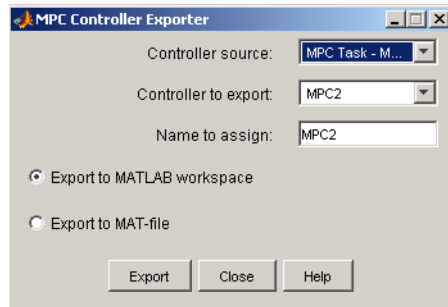 MPC Controller Exporter
Controller source: MPC Task - M...
Controller to export: MPC2
Name to assign: MPC2
Export to MATLAB workspace
Export to MAT-file
Export Close Help